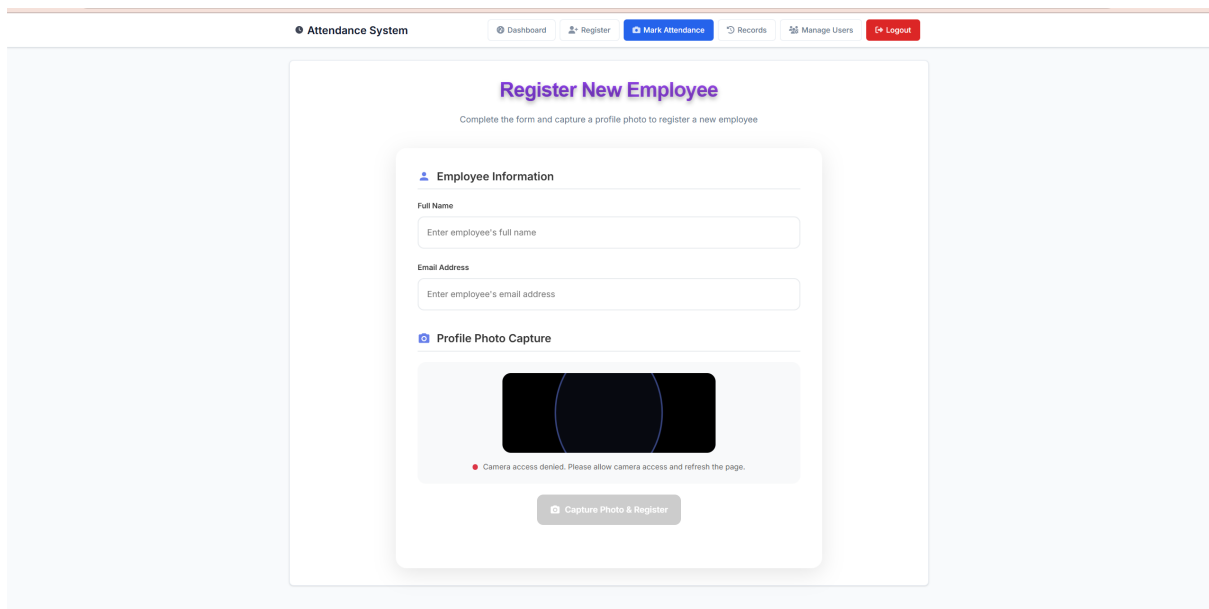 Attendance System
Dashboard
Register
Mark Attendance
Records
Manage Users
Logout
Register New Employee
Complete the form and capture a profile photo to register a new employee
Employee Information
Full Name
Enter employee's full name
Email Address
Enter employee's email address
Profile Photo Capture
Camera access denied. Please allow camera access and refresh the page.
Capture Photo & Register